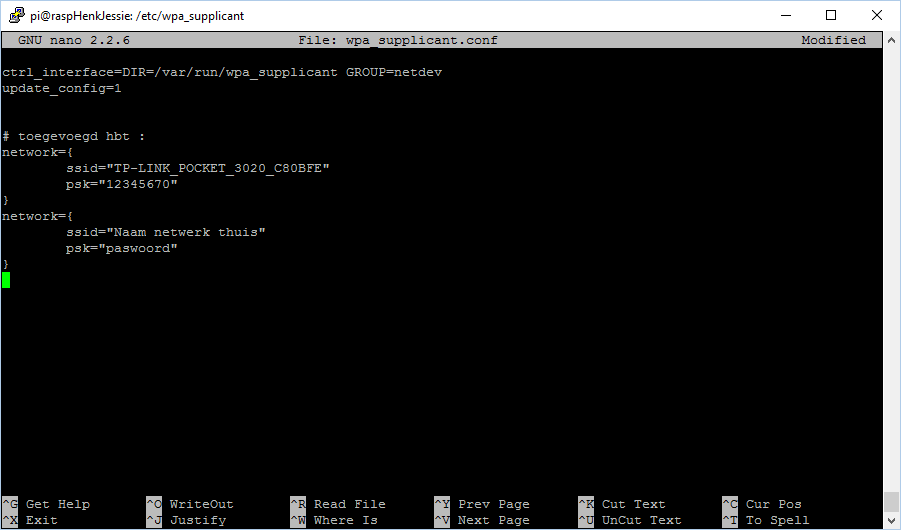 pi@raspHenkJessie: /etc/wpa_supplicant
GNU nano 2.2.6 File: wpa_supplicant.conf Modified
ctrl_interface=DIR=/var/run/wpa_supplicant GROUP=netdev
update_config=1
# toegevoegd hbt :
network={
ssid="TP-LINK_POCKET_3020_C80BFE"
psk="12345670"
}
network={
ssid="Naam netwerk thuis"
psk="paswoord"
}
^G Get Help ^O WriteOut ^R Read File ^Y Prev Page ^K Cut Text ^C Cur Pos
^X Exit ^J Justify ^W Where Is ^V Next Page ^U UnCut Text ^T To Spell